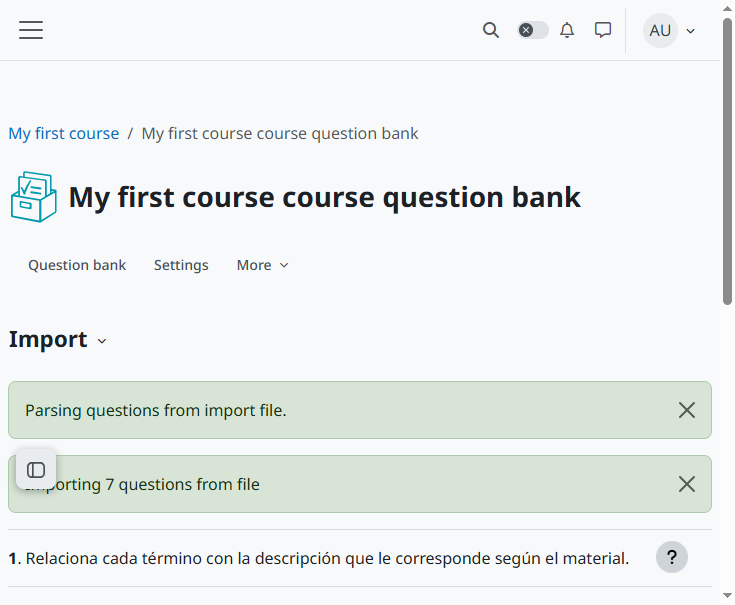 AU
My first course / My first course course question bank
My first course course question bank
Question bank Settings More
Import
Parsing questions from import file.
Importing 7 questions from file
1. Relaciona cada término con la descripción que le corresponde según el material. ?